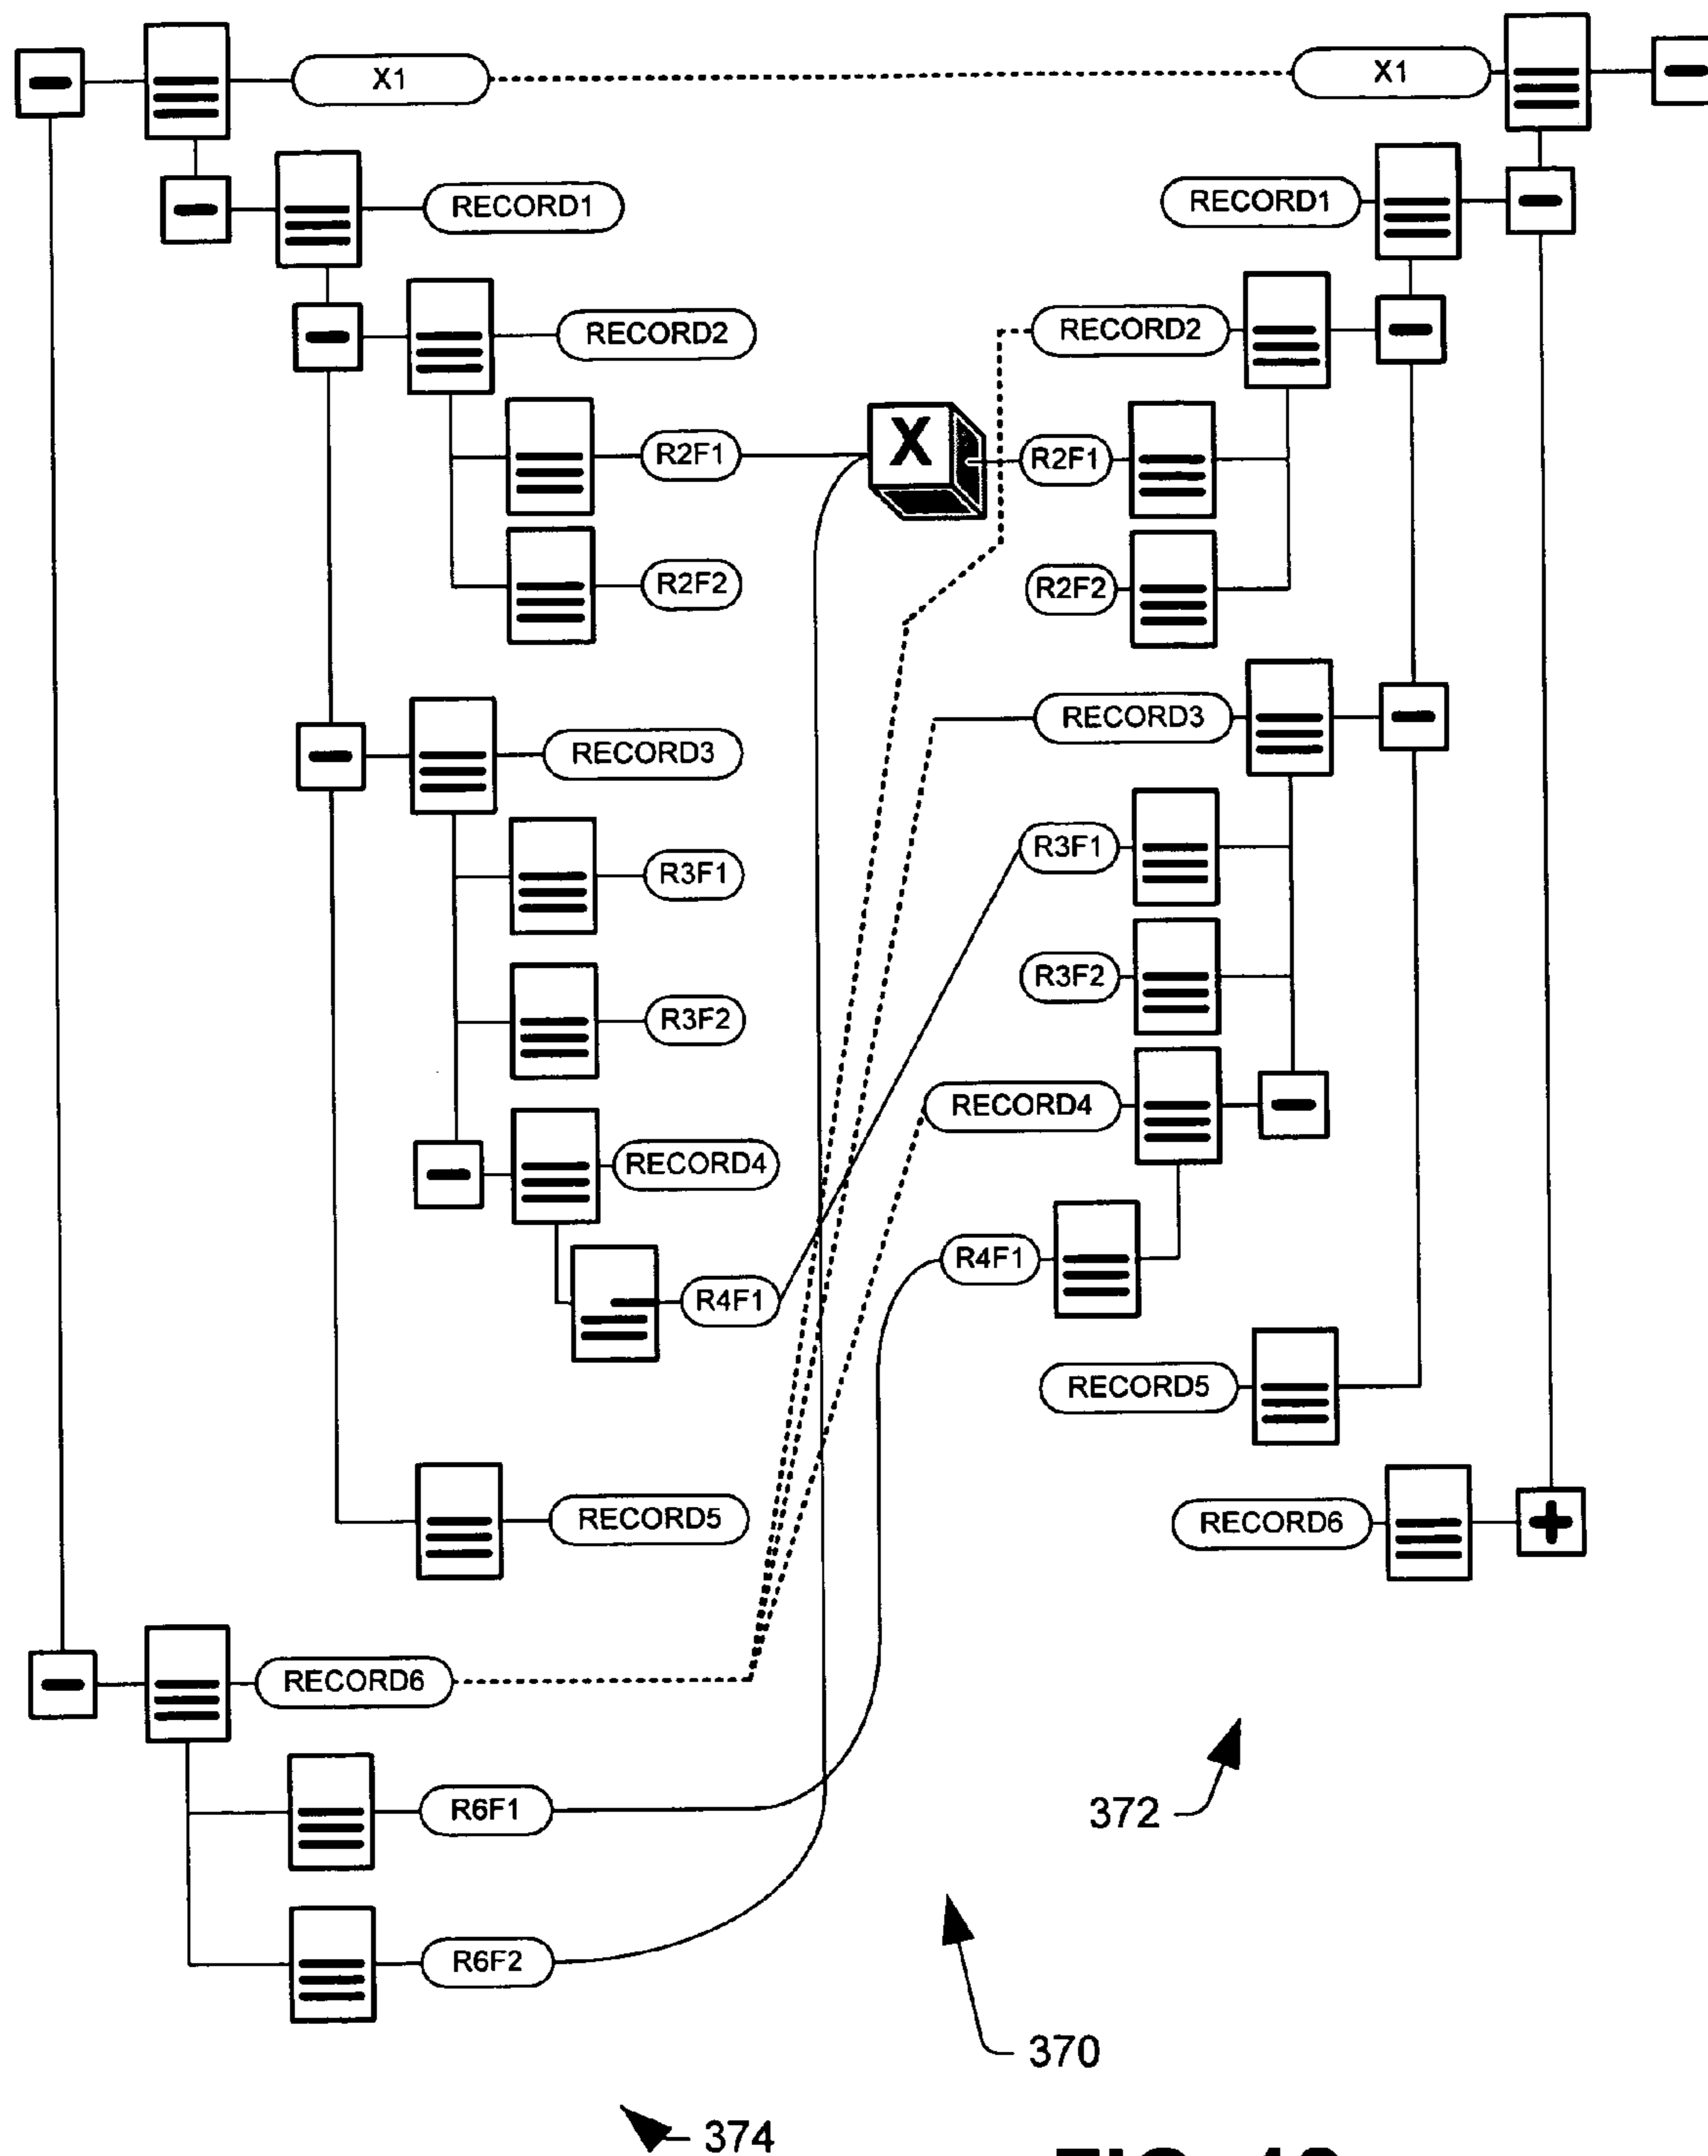 X1
X1
RECORD1
RECORD1
RECORD2
RECORD2
X
R2F1
R2F1
R2F2
R2F2
RECORD3
RECORD3
R3F1
R3F1
R3F2
R3F2
RECORD4
RECORD4
R4F1
R4F1
RECORD5
RECORD5
RECORD6
RECORD6
R6F1
372
R6F2
370
374